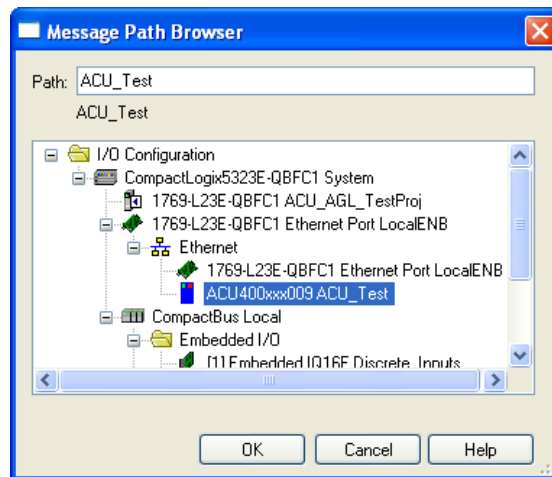 Message Path Browser
Path: ACU_Test
ACU_Test
I/O Configuration
CompactLogix5323E-QBFC1 System
1769-L23E-QBFC1 ACU_AGL_TestProj
1769-L23E-QBFC1 Ethernet Port LocalENB
Ethernet
1769-L23E-QBFC1 Ethernet Port LocalENB
ACU400xxx009 ACU_Test
CompactBus Local
Embedded I/O
[1] Embedded IQ16F Discrete_Inputs
OK Cancel Help